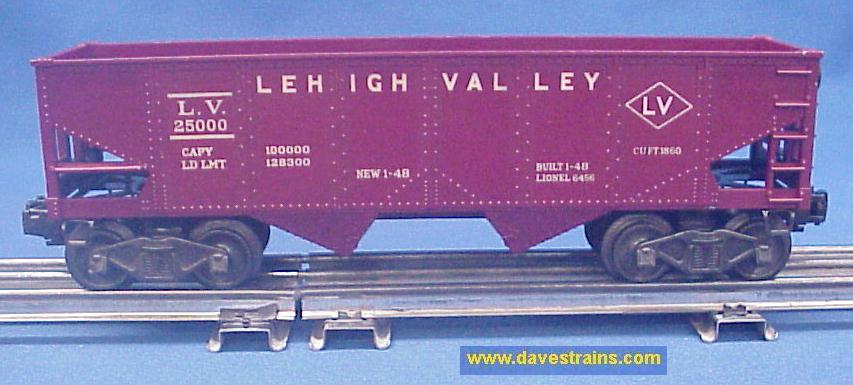 LEHIGH VALLEY
L. V.
25000
CAPY 100000
LD LMT 128300
NEW 1-48
BUILT 1-48
LIONEL 6456
LV
CU FT. 1860
www.davestrains.com